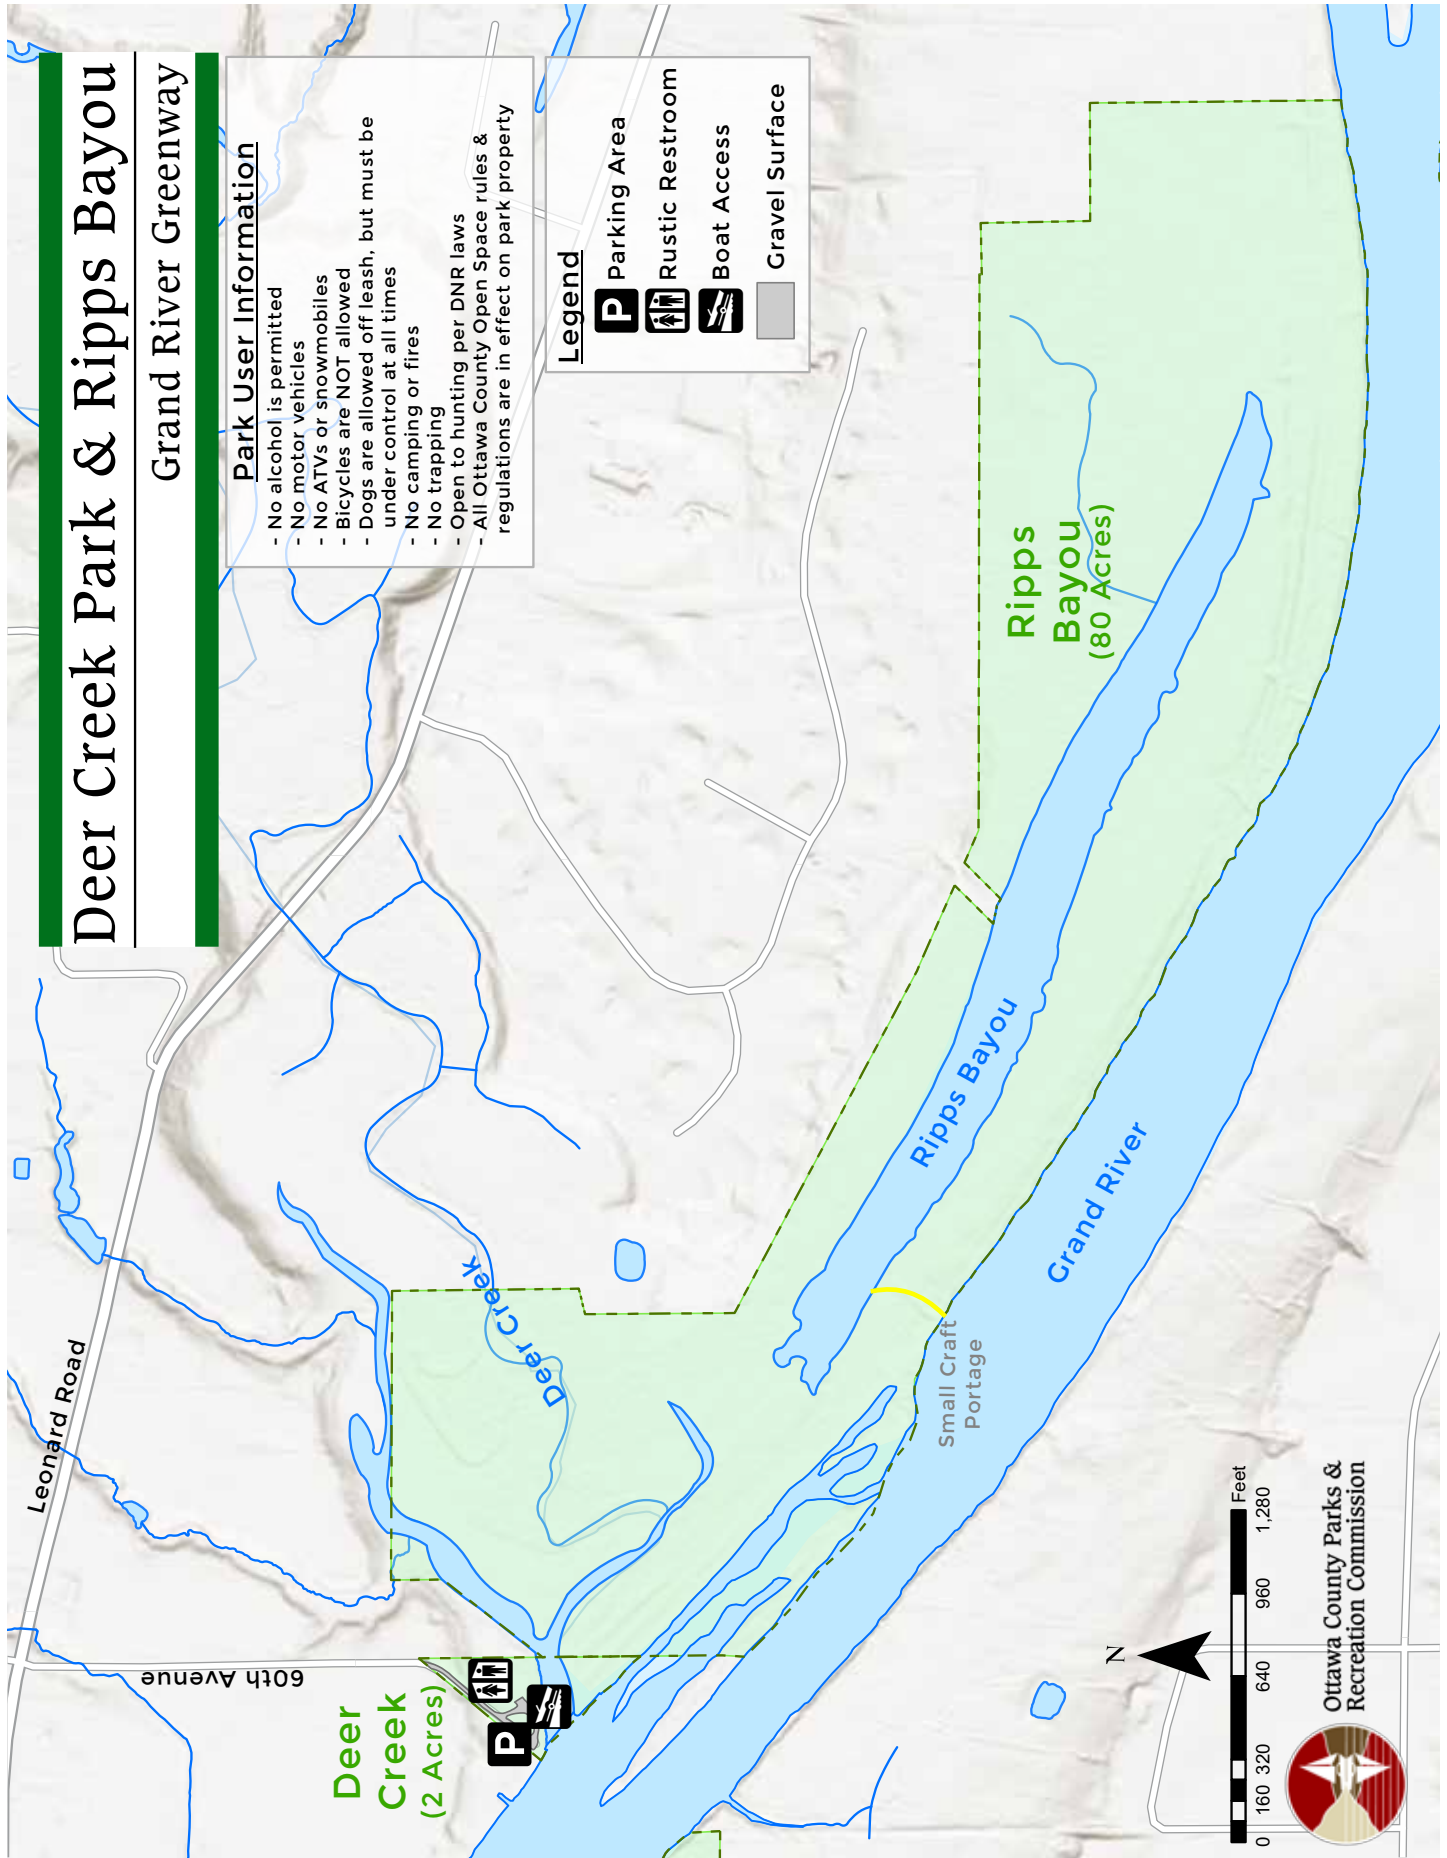 Deer Creek Park & Ripps Bayou
Grand River Greenway
Park User Information
- No alcohol is permitted
- No motor vehicles
- No ATVs or snowmobiles
- Bicycles are NOT allowed
- Dogs are allowed off leash, but must be
under control at all times
- No camping or fires
- No trapping
- Open to hunting per DNR laws
- All Ottawa County Open Space rules &
regulations are in effect on park property
Legend
P Parking Area
Rustic Restroom
Boat Access
Gravel Surface
Leonard Road
60th Avenue
Deer
Creek
(2 Acres)
P
Deer Creek
Ripps
Bayou
(80 Acres)
Ripps Bayou
Grand River
Small Craft
Portage
N
Feet
0 160 320 640 960 1,280
Ottawa County Parks &
Recreation Commission